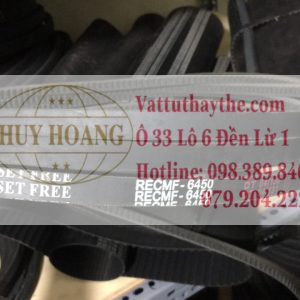 ★★★
Vattuthaythe.com
HUY HOANG
Ô 33 Lô 6 Đền Lừ 1
★★★
Hotline: 098.389.846
079.204.22
SET FREE
SET FREE
RECMF-6450
RECMF-6450